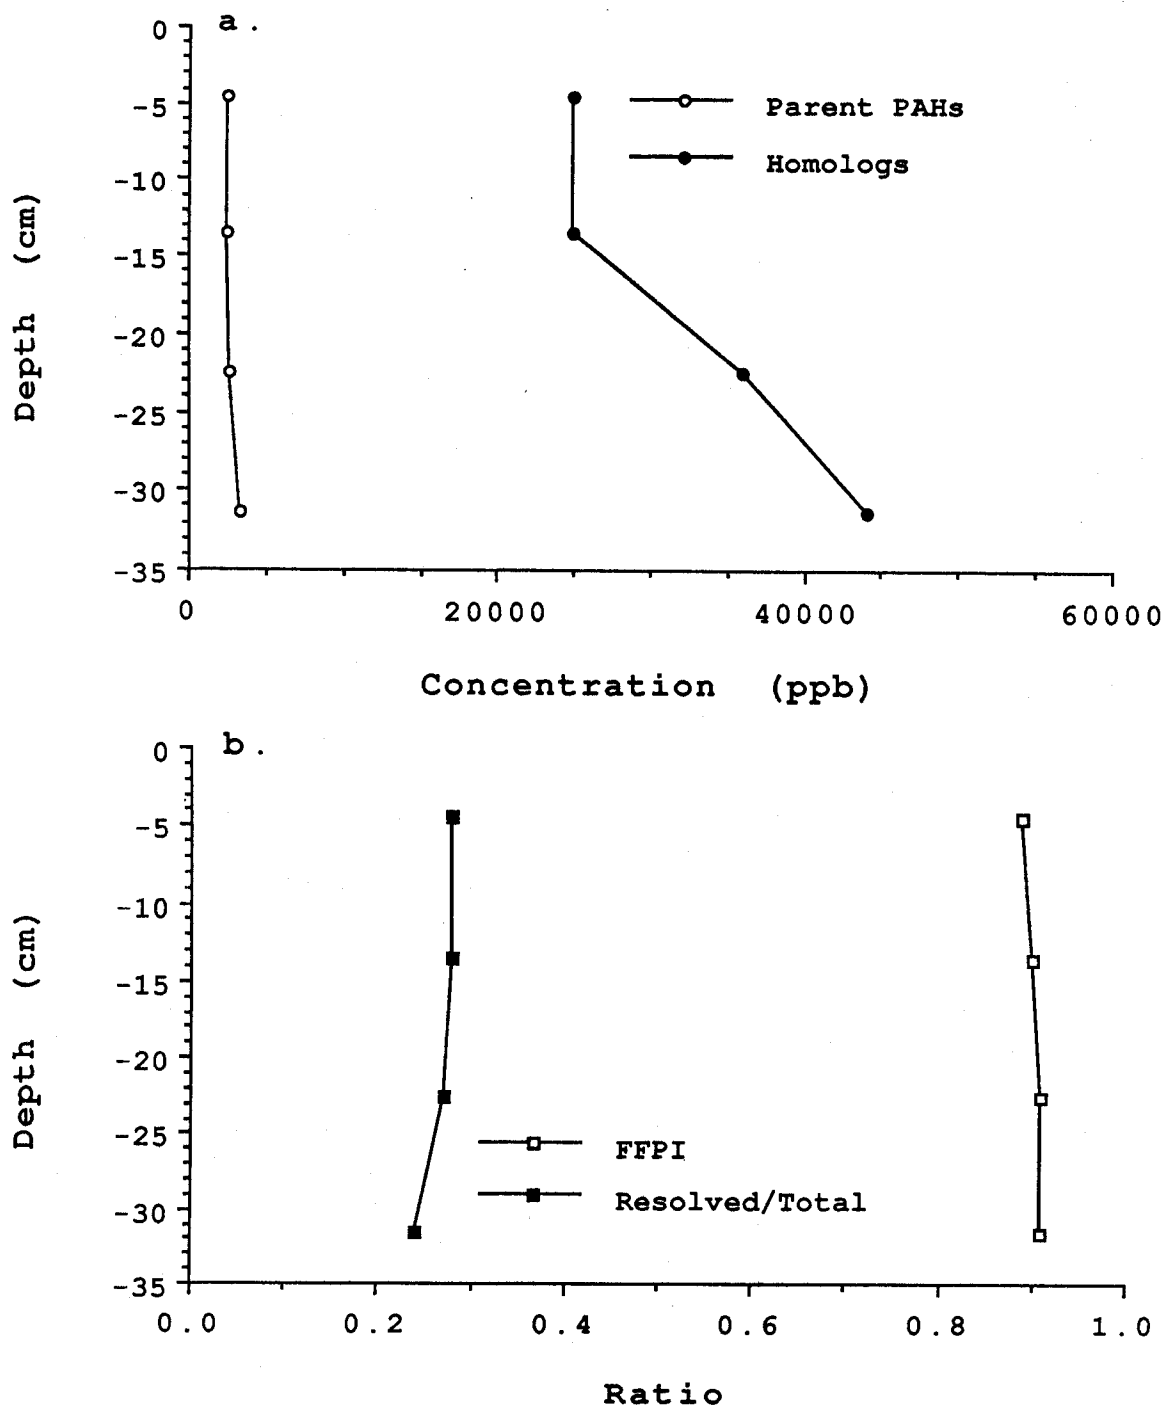 a.
0
-5
-10
-15
-20
-25
-30
-35
Depth (cm)
Parent PAHs
Homologs
0 20000 40000 60000
Concentration (ppb)
b.
0
-5
-10
-15
-20
-25
-30
-35
Depth (cm)
FFPI
Resolved/Total
0.0 0.2 0.4 0.6 0.8 1.0
Ratio